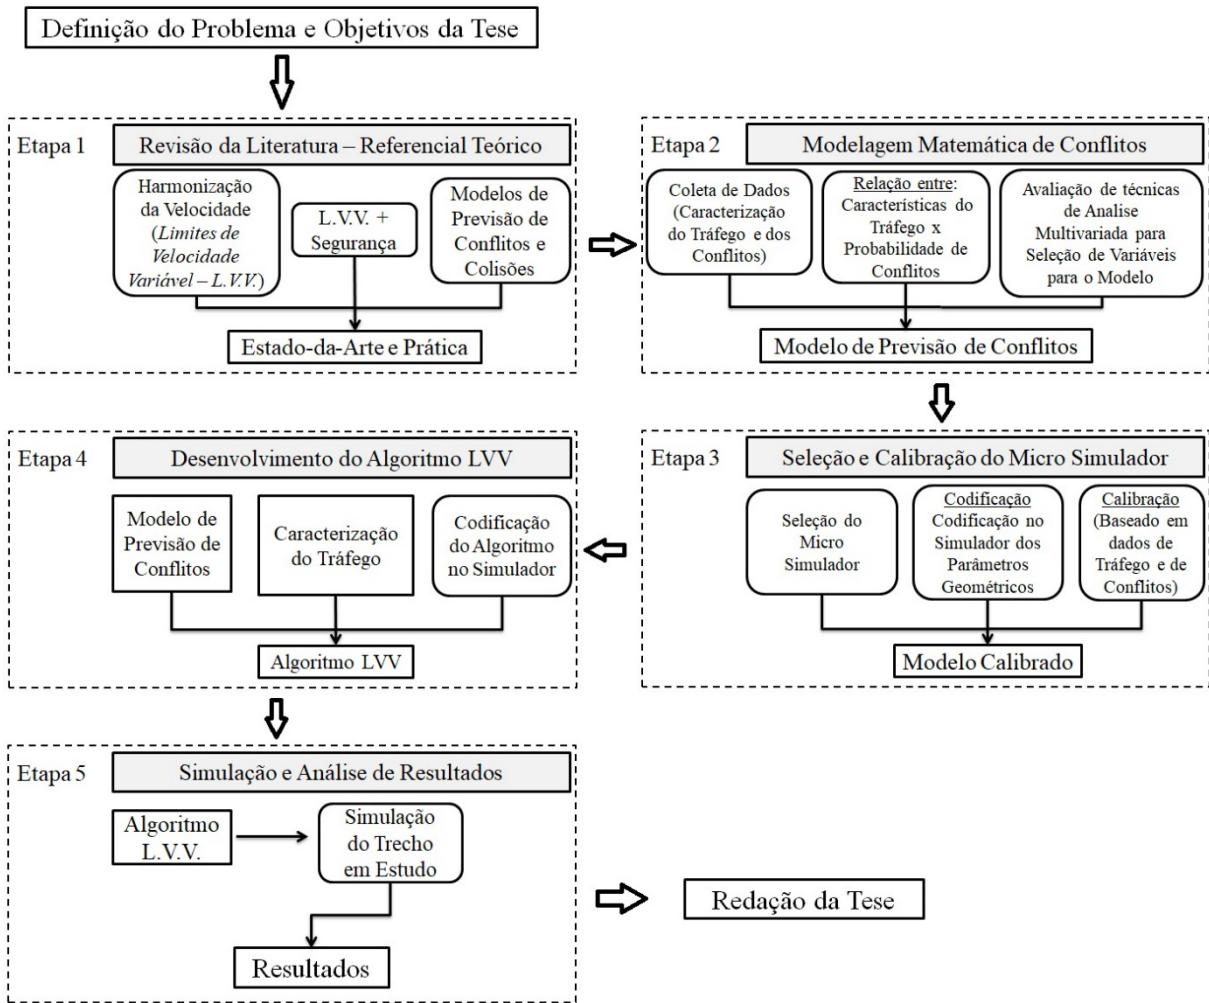 Definição do Problema e Objetivos da Tese
Etapa 1
Revisão da Literatura – Referencial Teórico
Harmonização
da Velocidade
(Limites de
Velocidade
Variável – L.V.V.)
L.V.V. +
Segurança
Modelos de
Previsão de
Conflitos e
Colisões
Estado-da-Arte e Prática
Etapa 2
Modelagem Matemática de Conflitos
Coleta de Dados
(Caracterização
do Tráfego e dos
Conflitos)
Relação entre:
Características do
Tráfego x
Probabilidade de
Conflitos
Avaliação de técnicas
de Analise
Multivariada para
Seleção de Variáveis
para o Modelo
Modelo de Previsão de Conflitos
Etapa 3
Seleção e Calibração do Micro Simulador
Seleção do
Micro
Simulador
Codificação
Codificação no
Simulador dos
Parâmetros
Geométricos
Calibração
(Baseado em
dados de
Tráfego e de
Conflitos)
Modelo Calibrado
Etapa 4
Desenvolvimento do Algoritmo LVV
Modelo de
Previsão de
Conflitos
Caracterização
do Tráfego
Codificação
do Algoritmo
no Simulador
Algoritmo LVV
Etapa 5
Simulação e Análise de Resultados
Algoritmo
L.V.V.
Simulação
do Trecho
em Estudo
Resultados
Redação da Tese